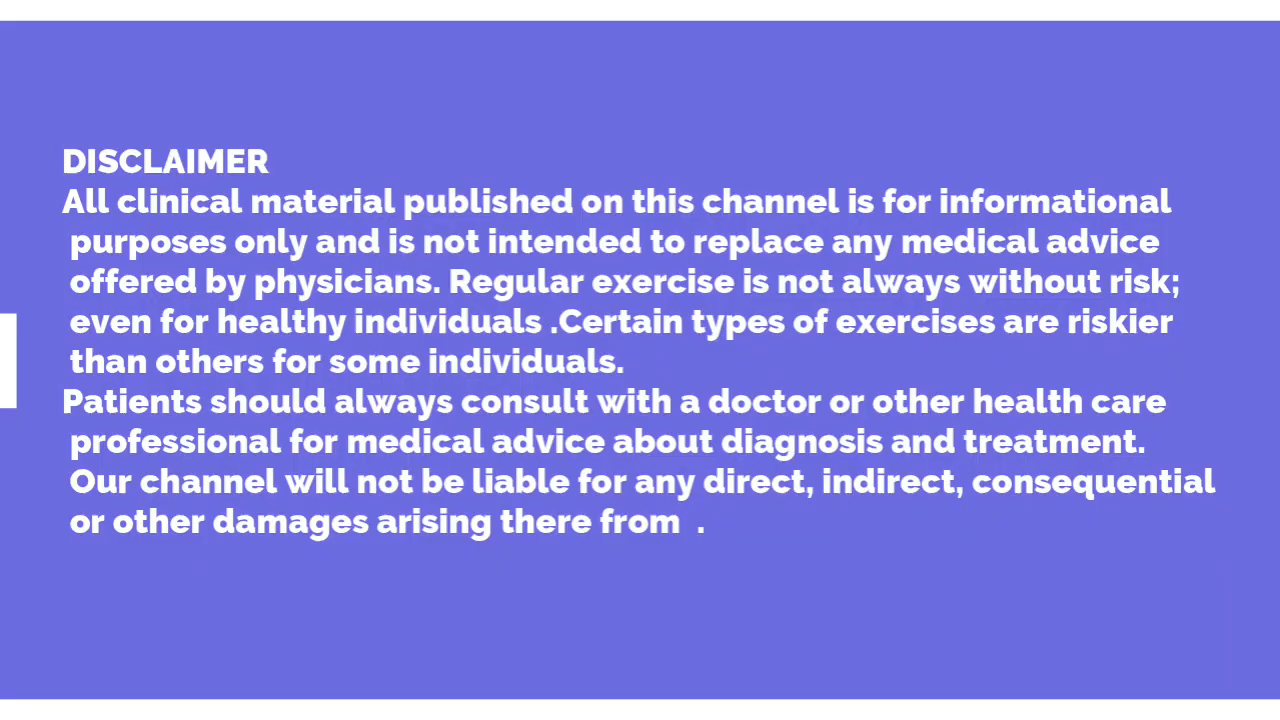 DISCLAIMER
All clinical material published on this channel is for informational
purposes only and is not intended to replace any medical advice
offered by physicians. Regular exercise is not always without risk;
even for healthy individuals .Certain types of exercises are riskier
than others for some individuals.
Patients should always consult with a doctor or other health care
professional for medical advice about diagnosis and treatment.
Our channel will not be liable for any direct, indirect, consequential
or other damages arising there from  .